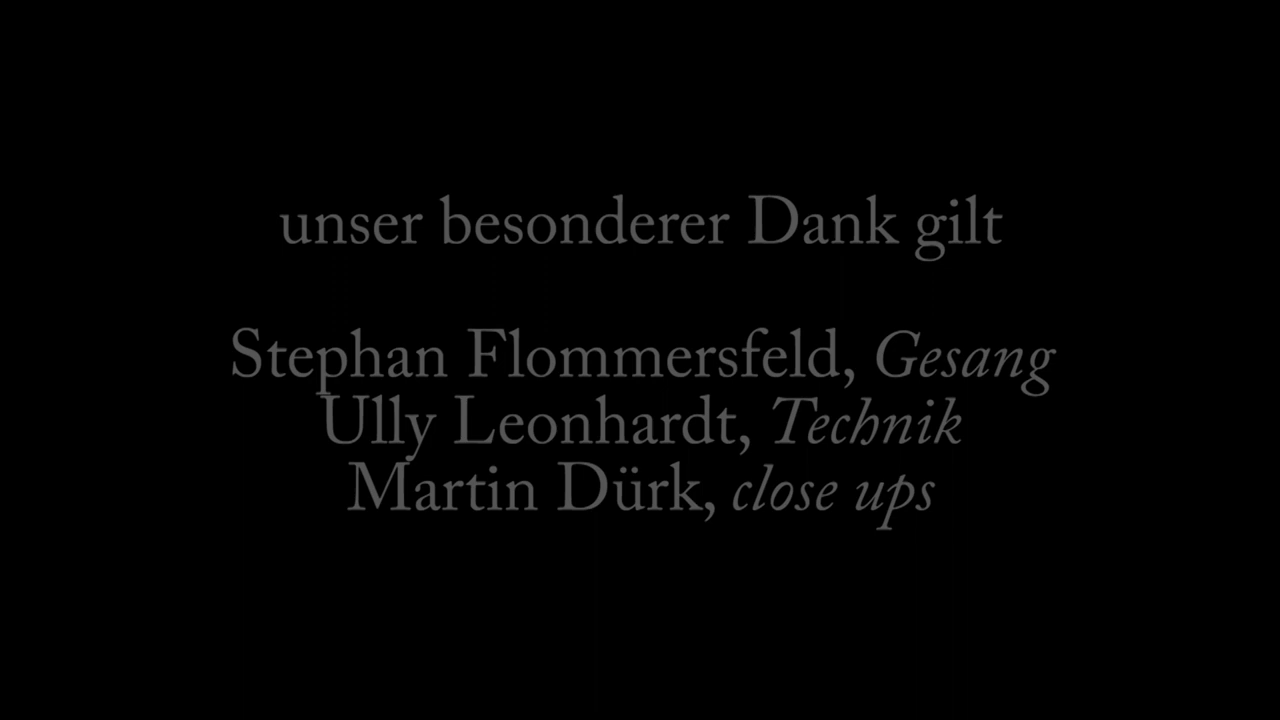 unser besonderer Dank gilt
Stephan Flommersfeld, Gesang
Ully Leonhardt, Technik
Martin Dürk, close ups